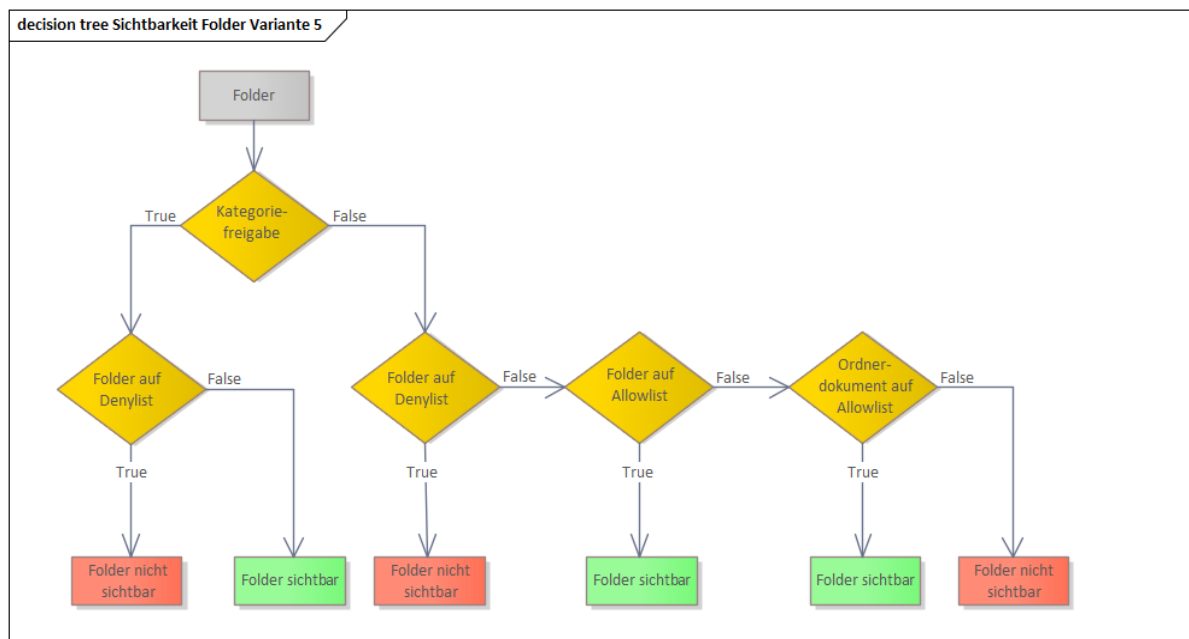 decision tree Sichtbarkeit Folder Variante 5
Folder
Kategorie-
freigabe
True
False
Folder auf
Denylist
False
Folder auf
Denylist
False
Folder auf
Allowlist
False
Ordner-
dokument auf
Allowlist
False
True
True
True
True
Folder nicht
sichtbar
Folder sichtbar
Folder nicht
sichtbar
Folder sichtbar
Folder sichtbar
Folder nicht
sichtbar